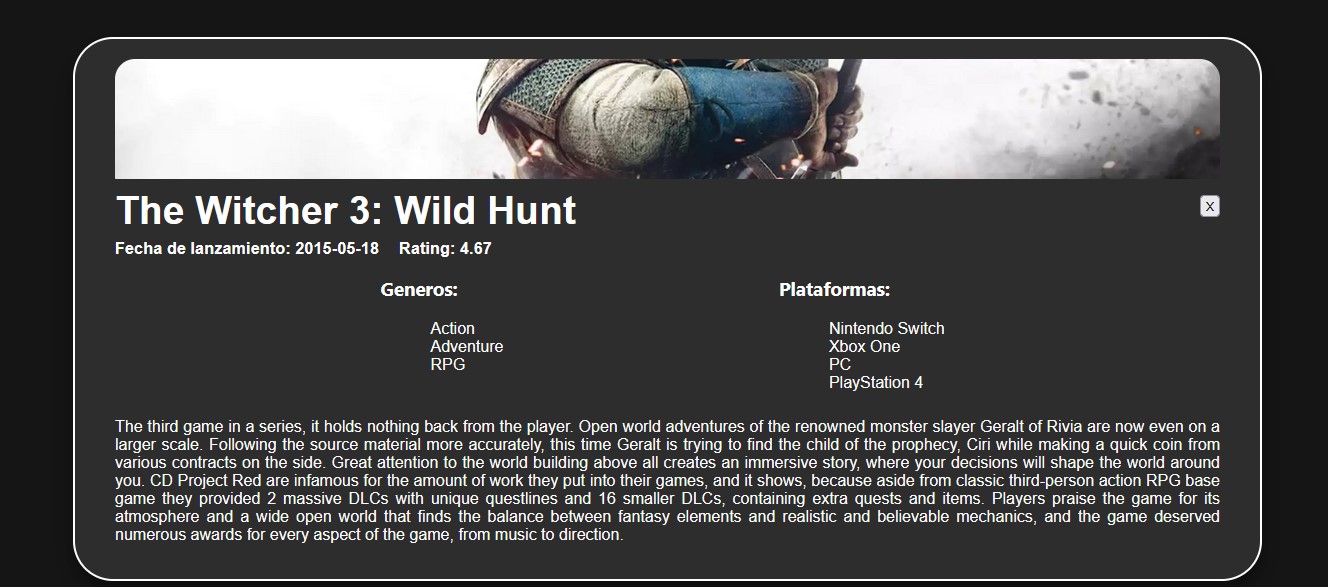 The Witcher 3: Wild Hunt
X
Fecha de lanzamiento: 2015-05-18 Rating: 4.67
Generos:
Action
Adventure
RPG
Plataformas:
Nintendo Switch
Xbox One
PC
PlayStation 4
The third game in a series, it holds nothing back from the player. Open world adventures of the renowned monster slayer Geralt of Rivia are now even on a
larger scale. Following the source material more accurately, this time Geralt is trying to find the child of the prophecy, Ciri while making a quick coin from
various contracts on the side. Great attention to the world building above all creates an immersive story, where your decisions will shape the world around
you. CD Project Red are infamous for the amount of work they put into their games, and it shows, because aside from classic third-person action RPG base
game they provided 2 massive DLCs with unique questlines and 16 smaller DLCs, containing extra quests and items. Players praise the game for its
atmosphere and a wide open world that finds the balance between fantasy elements and realistic and believable mechanics, and the game deserved
numerous awards for every aspect of the game, from music to direction.